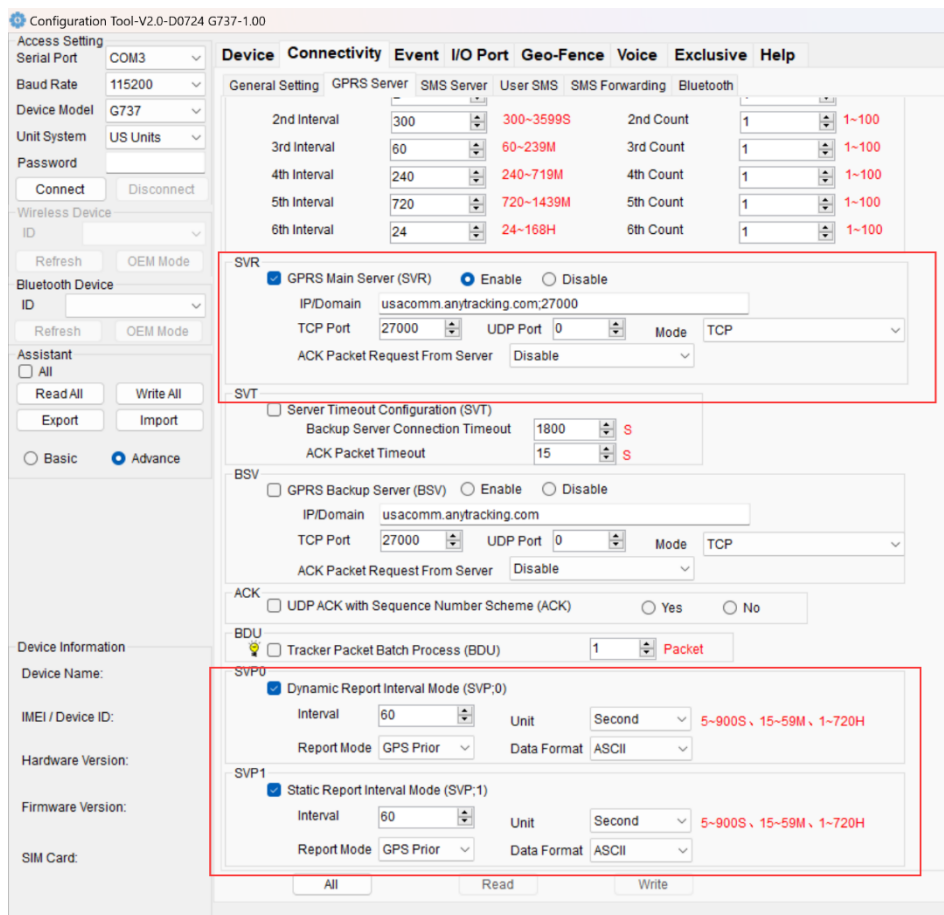 Configuration Tool-V2.0-D0724 G737-1.00
Access Setting
Serial Port COM3
Baud Rate 115200
Device Model G737
Unit System US Units
Password
Connect Disconnect
Wireless Device
ID
Refresh OEM Mode
Bluetooth Device
ID
Refresh OEM Mode
Assistant
All
Read All Write All
Export Import
Basic Advance
Device Information
Device Name:
IMEI / Device ID:
Hardware Version:
Firmware Version:
SIM Card:
Device Connectivity Event I/O Port Geo-Fence Voice Exclusive Help
General Setting GPRS Server SMS Server User SMS SMS Forwarding Bluetooth
2nd Interval 300 300~3599S 2nd Count 1 1~100
3rd Interval 60 60~239M 3rd Count 1 1~100
4th Interval 240 240~719M 4th Count 1 1~100
5th Interval 720 720~1439M 5th Count 1 1~100
6th Interval 24 24~168H 6th Count 1 1~100
SVR
GPRS Main Server (SVR) Enable Disable
IP/Domain usacomm.anytracking.com;27000
TCP Port 27000 UDP Port 0 Mode TCP
ACK Packet Request From Server Disable
SVT
Server Timeout Configuration (SVT)
Backup Server Connection Timeout 1800 S
ACK Packet Timeout 15 S
BSV
GPRS Backup Server (BSV) Enable Disable
IP/Domain usacomm.anytracking.com
TCP Port 27000 UDP Port 0 Mode TCP
ACK Packet Request From Server Disable
ACK
UDP ACK with Sequence Number Scheme (ACK) Yes No
BDU
Tracker Packet Batch Process (BDU) 1 Packet
SVP0
Dynamic Report Interval Mode (SVP;0)
Interval 60 Unit Second 5~900S、15~59M、1~720H
Report Mode GPS Prior Data Format ASCII
SVP1
Static Report Interval Mode (SVP;1)
Interval 60 Unit Second 5~900S、15~59M、1~720H
Report Mode GPS Prior Data Format ASCII
All Read Write